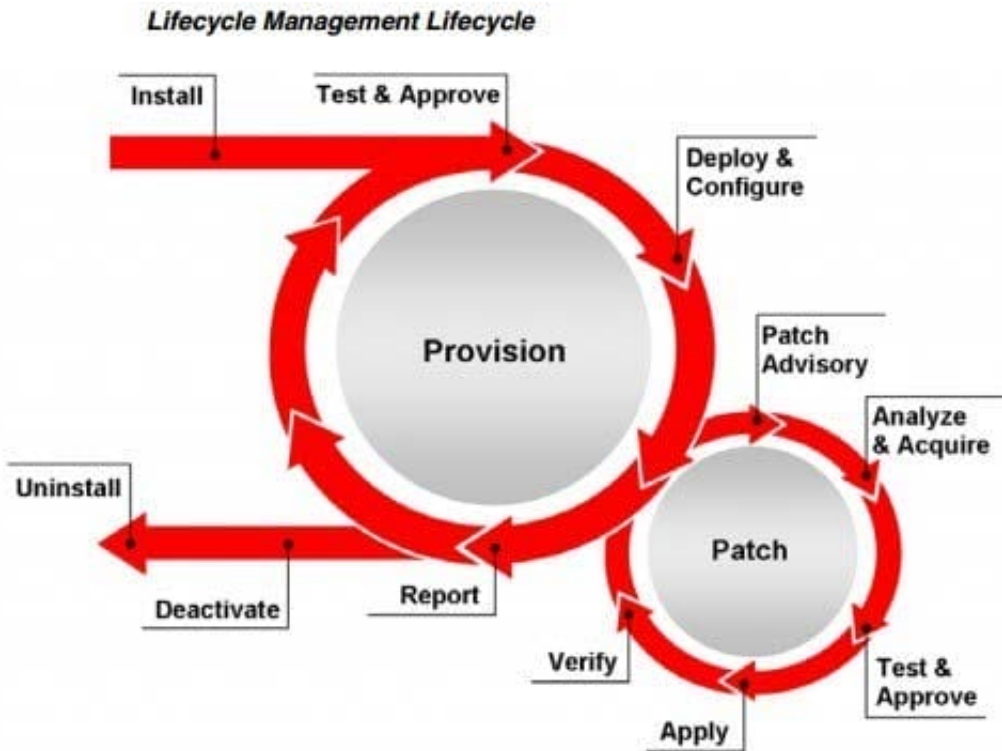 Lifecycle Management Lifecycle
Install
Test & Approve
Deploy &
Configure
Provision
Patch
Advisory
Analyze
& Acquire
Uninstall
Patch
Deactivate
Report
Verify
Test &
Approve
Apply